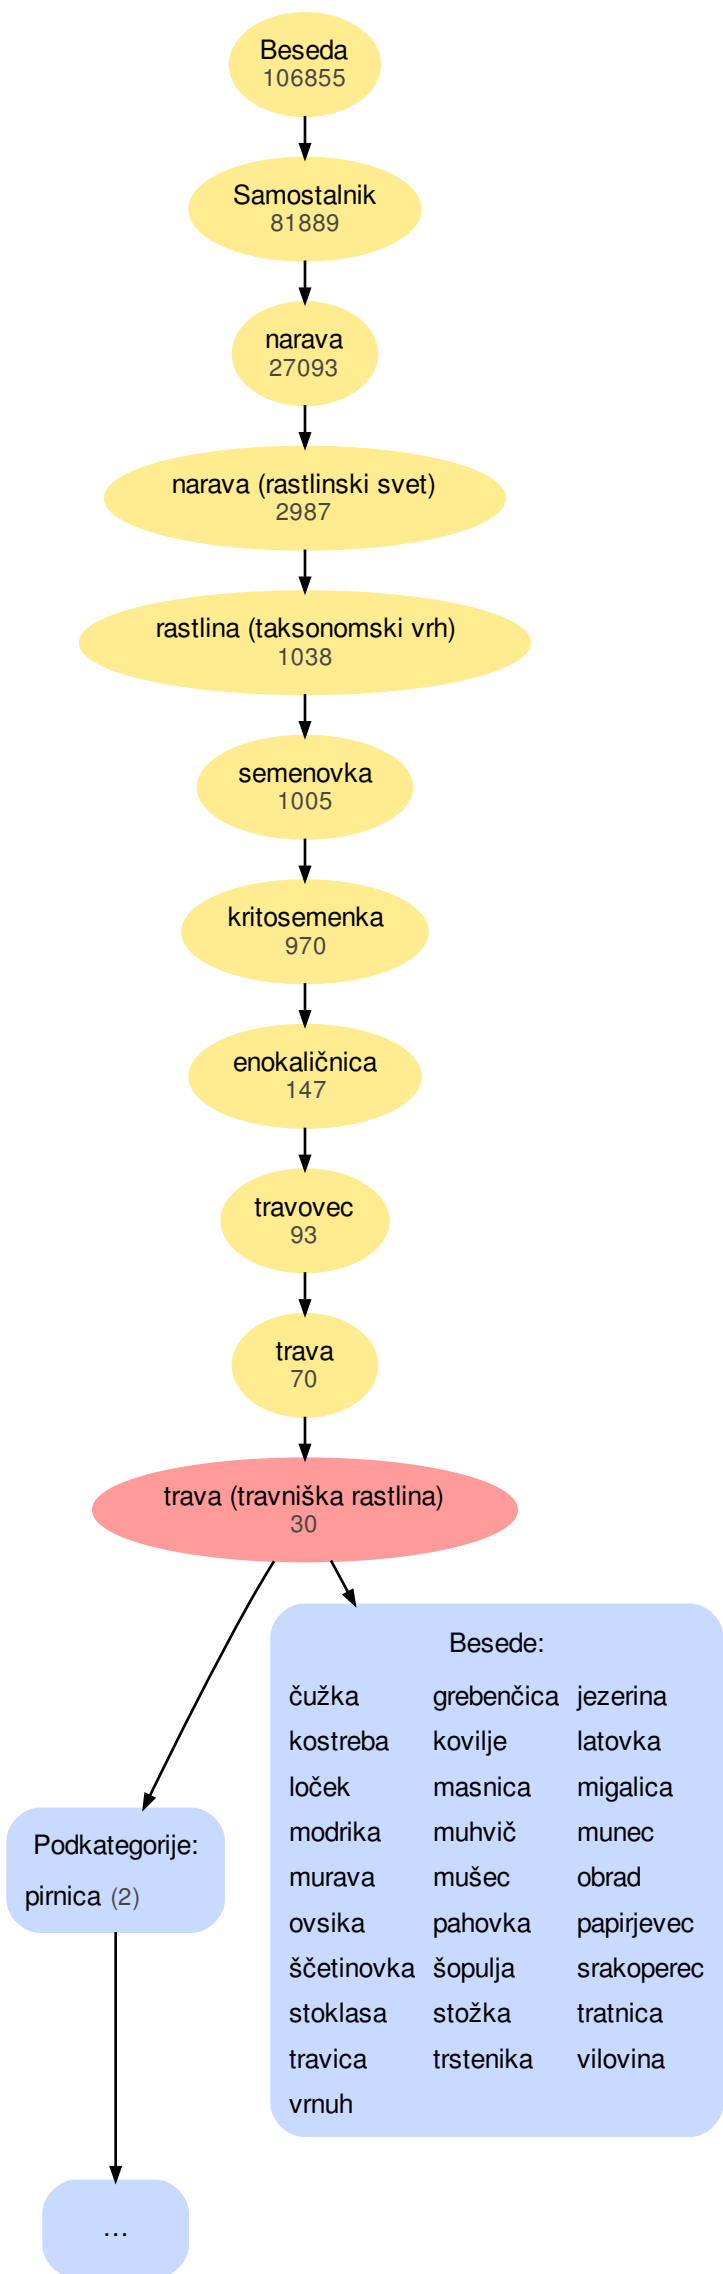 Beseda
106855
Samostalnik
81889
narava
27093
narava (rastlinski svet)
2987
rastlina (taksonomski vrh)
1038
semenovka
1005
kritosemenka
970
enokaličnica
147
travovec
93
trava
70
trava (travniška rastlina)
30
Besede:
čužka grebenčica jezerina
kostreba kovilje latovka
loček masnica migalica
modrika muhvič munec
murava mušec obrad
ovsika pahovka papirjevec
ščetinovka šopulja srakoperec
stoklasa stožka tratnica
travica trstenika vilovina
vrnuh
Podkategorije:
pirnica (2)
...